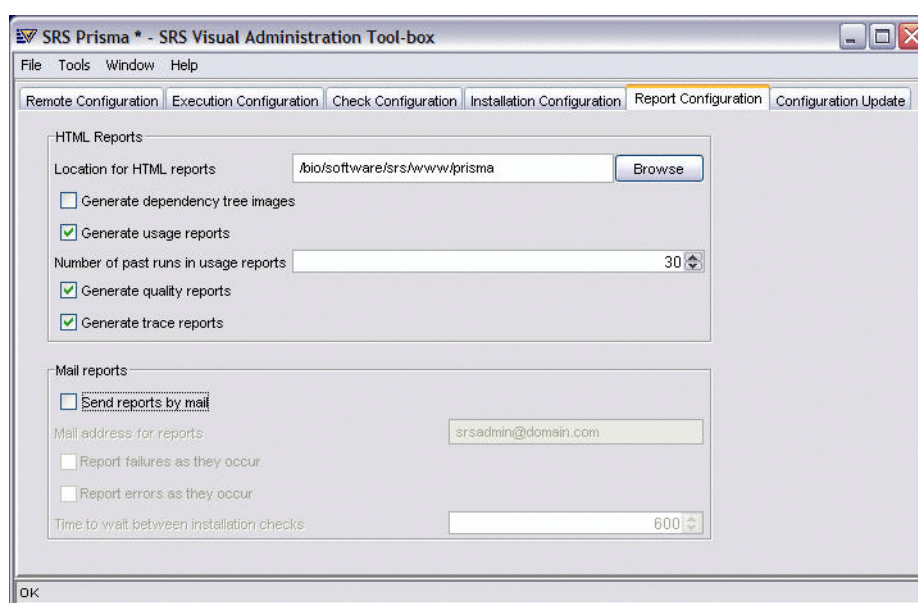 SRS Prisma * - SRS Visual Administration Tool-box
File Tools Window Help
Remote Configuration Execution Configuration Check Configuration Installation Configuration Report Configuration Configuration Update
HTML Reports
Location for HTML reports /bio/software/srs/www/prisma Browse
Generate dependency tree images
Generate usage reports
Number of past runs in usage reports 30
Generate quality reports
Generate trace reports
Mail reports
Send reports by mail
Mail address for reports srsadmin@domain.com
Report failures as they occur
Report errors as they occur
Time to wait between installation checks 600
OK